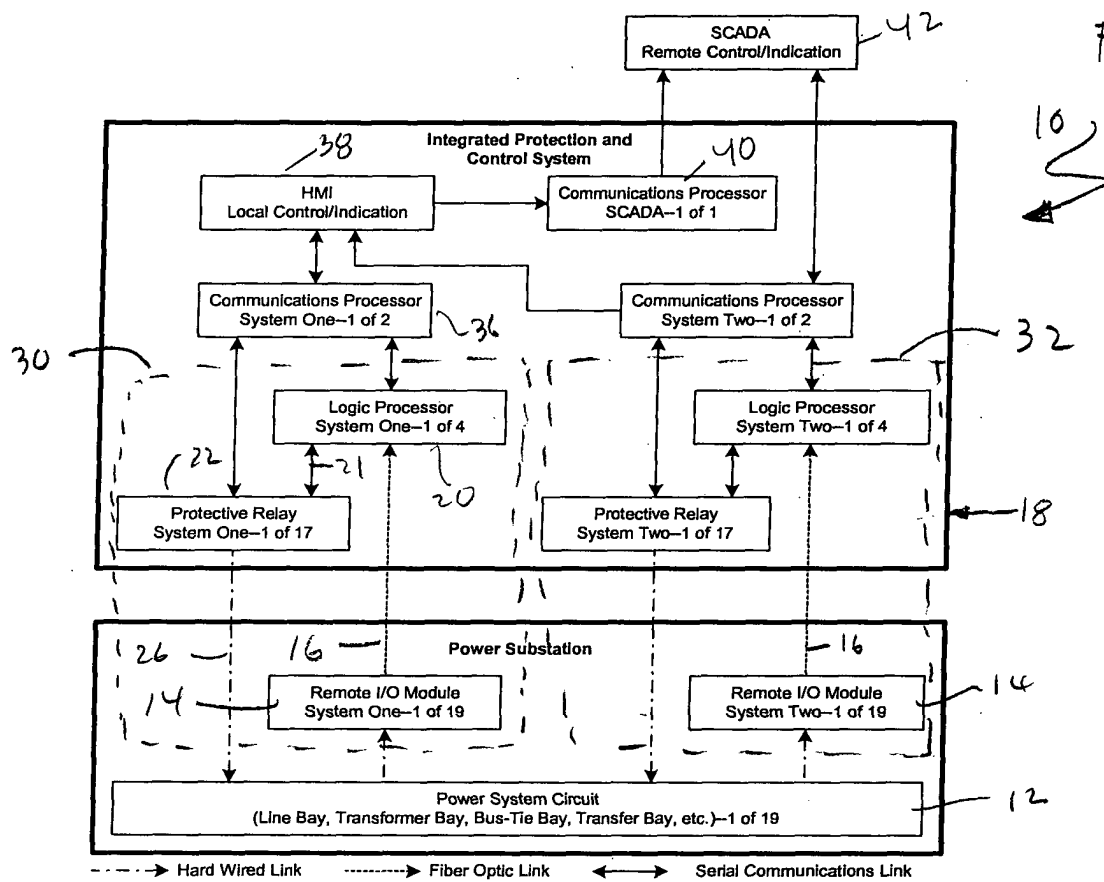 SCADA
Remote Control/Indication
42
10
Integrated Protection and
Control System
38
40
HMI
Local Control/Indication
Communications Processor
SCADA–1 of 1
Communications Processor
System One–1 of 2
36
Communications Processor
System Two–1 of 2
30
32
Logic Processor
System One–1 of 4
Logic Processor
System Two–1 of 4
22
21
20
Protective Relay
System One–1 of 17
Protective Relay
System Two–1 of 17
18
26
16
Power Substation
16
14
Remote I/O Module
System One–1 of 19
Remote I/O Module
System Two–1 of 19
14
Power System Circuit
(Line Bay, Transformer Bay, Bus-Tie Bay, Transfer Bay, etc.)–1 of 19
12
Hard Wired Link
Fiber Optic Link
Serial Communications Link